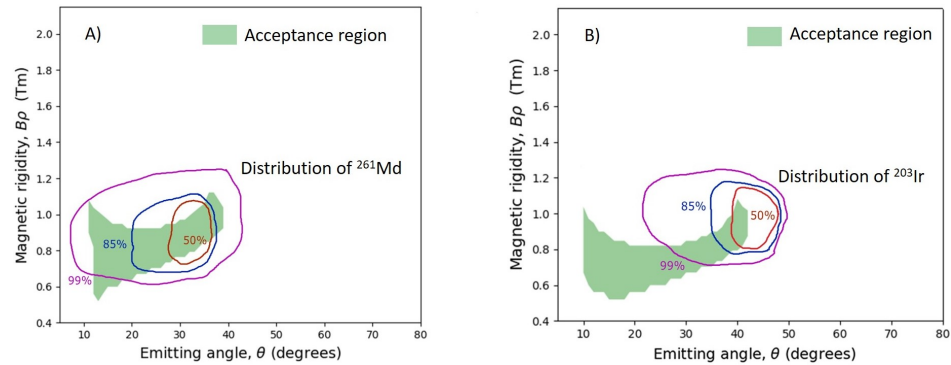 A)
Acceptance region
Distribution of ²⁶¹Md
85%
50%
99%
2.0
1.8
1.6
1.4
1.2
1.0
0.8
0.6
0.4
10 20 30 40 50 60 70 80
Magnetic rigidity, Bρ (Tm)
Emitting angle, θ (degrees)
B)
Acceptance region
Distribution of ²⁰³Ir
85%
50%
99%
2.0
1.8
1.6
1.4
1.2
1.0
0.8
0.6
0.4
10 20 30 40 50 60 70 80
Magnetic rigidity, Bρ (Tm)
Emitting angle, θ (degrees)